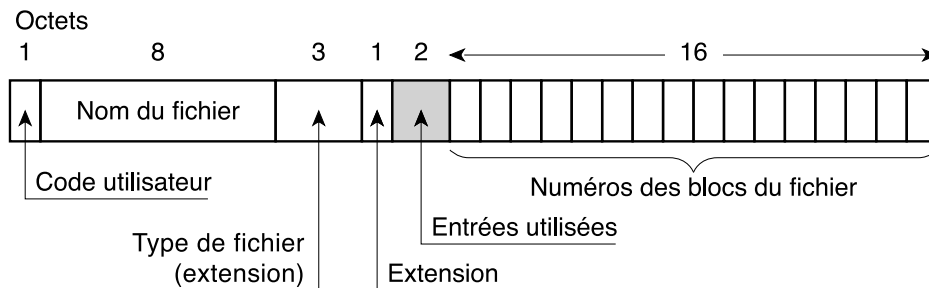 Octets
1 8 3 1 2 16
Nom du fichier
Code utilisateur
Numéros des blocs du fichier
Entrées utilisées
Type de fichier
(extension)
Extension